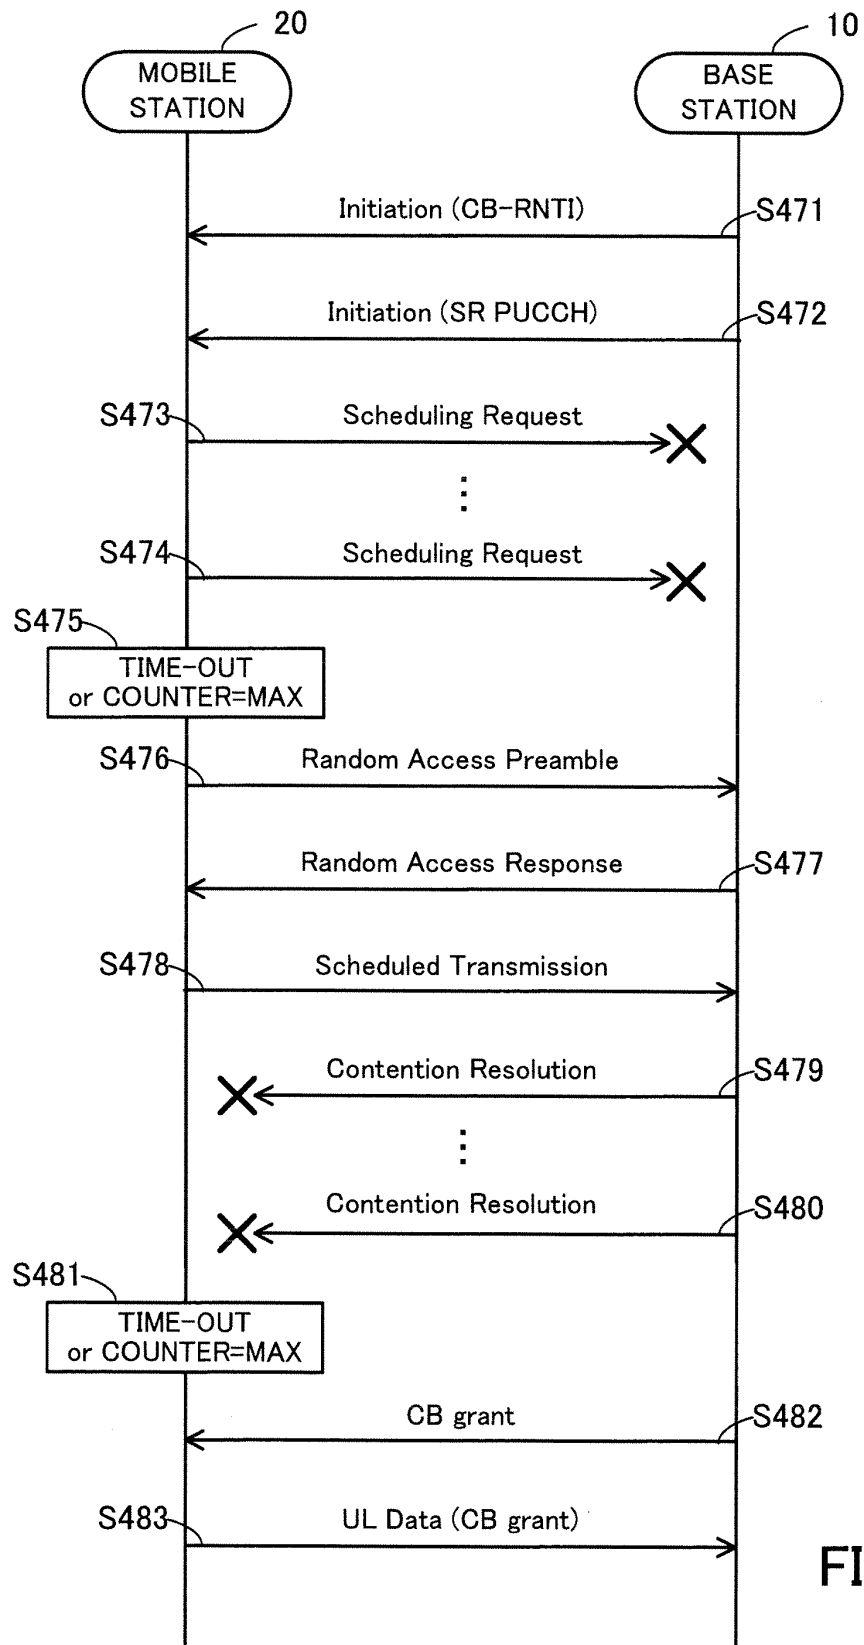 20
10
MOBILE
STATION
BASE
STATION
Initiation (CB-RNTI)
S471
Initiation (SR PUCCH)
S472
S473
Scheduling Request
S474
Scheduling Request
S475
TIME-OUT
or COUNTER=MAX
S476
Random Access Preamble
Random Access Response
S477
S478
Scheduled Transmission
Contention Resolution
S479
Contention Resolution
S480
S481
TIME-OUT
or COUNTER=MAX
CB grant
S482
S483
UL Data (CB grant)
FI